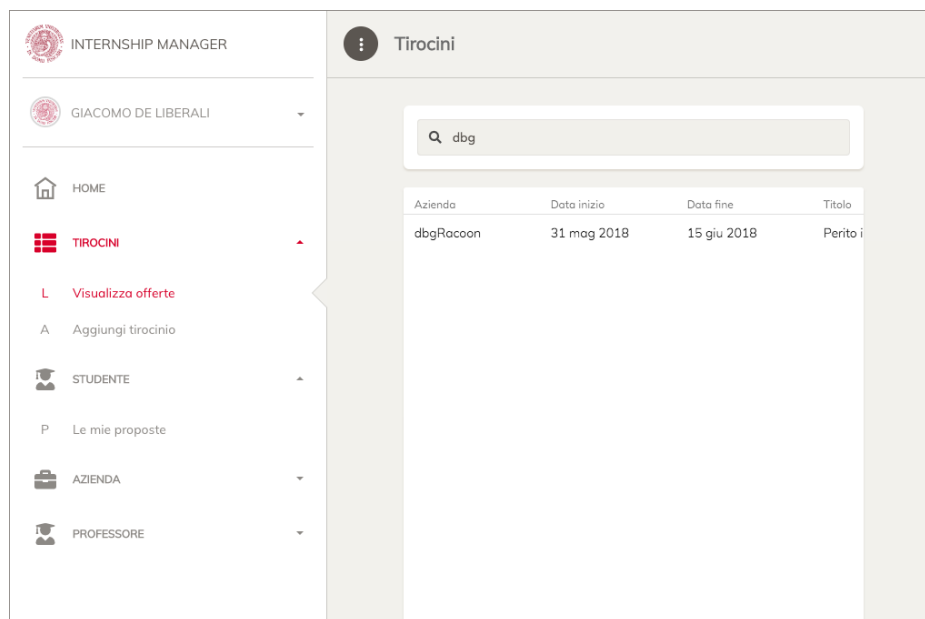 INTERNSHIP MANAGER
GIACOMO DE LIBERALI
HOME
TIROCINI
L Visualizza offerte
A Aggiungi tirocinio
STUDENTE
P Le mie proposte
AZIENDA
PROFESSORE
Tirocini
dbg
Azienda Data inizio Data fine Titolo
dbgRacoon 31 mag 2018 15 giu 2018 Perito i